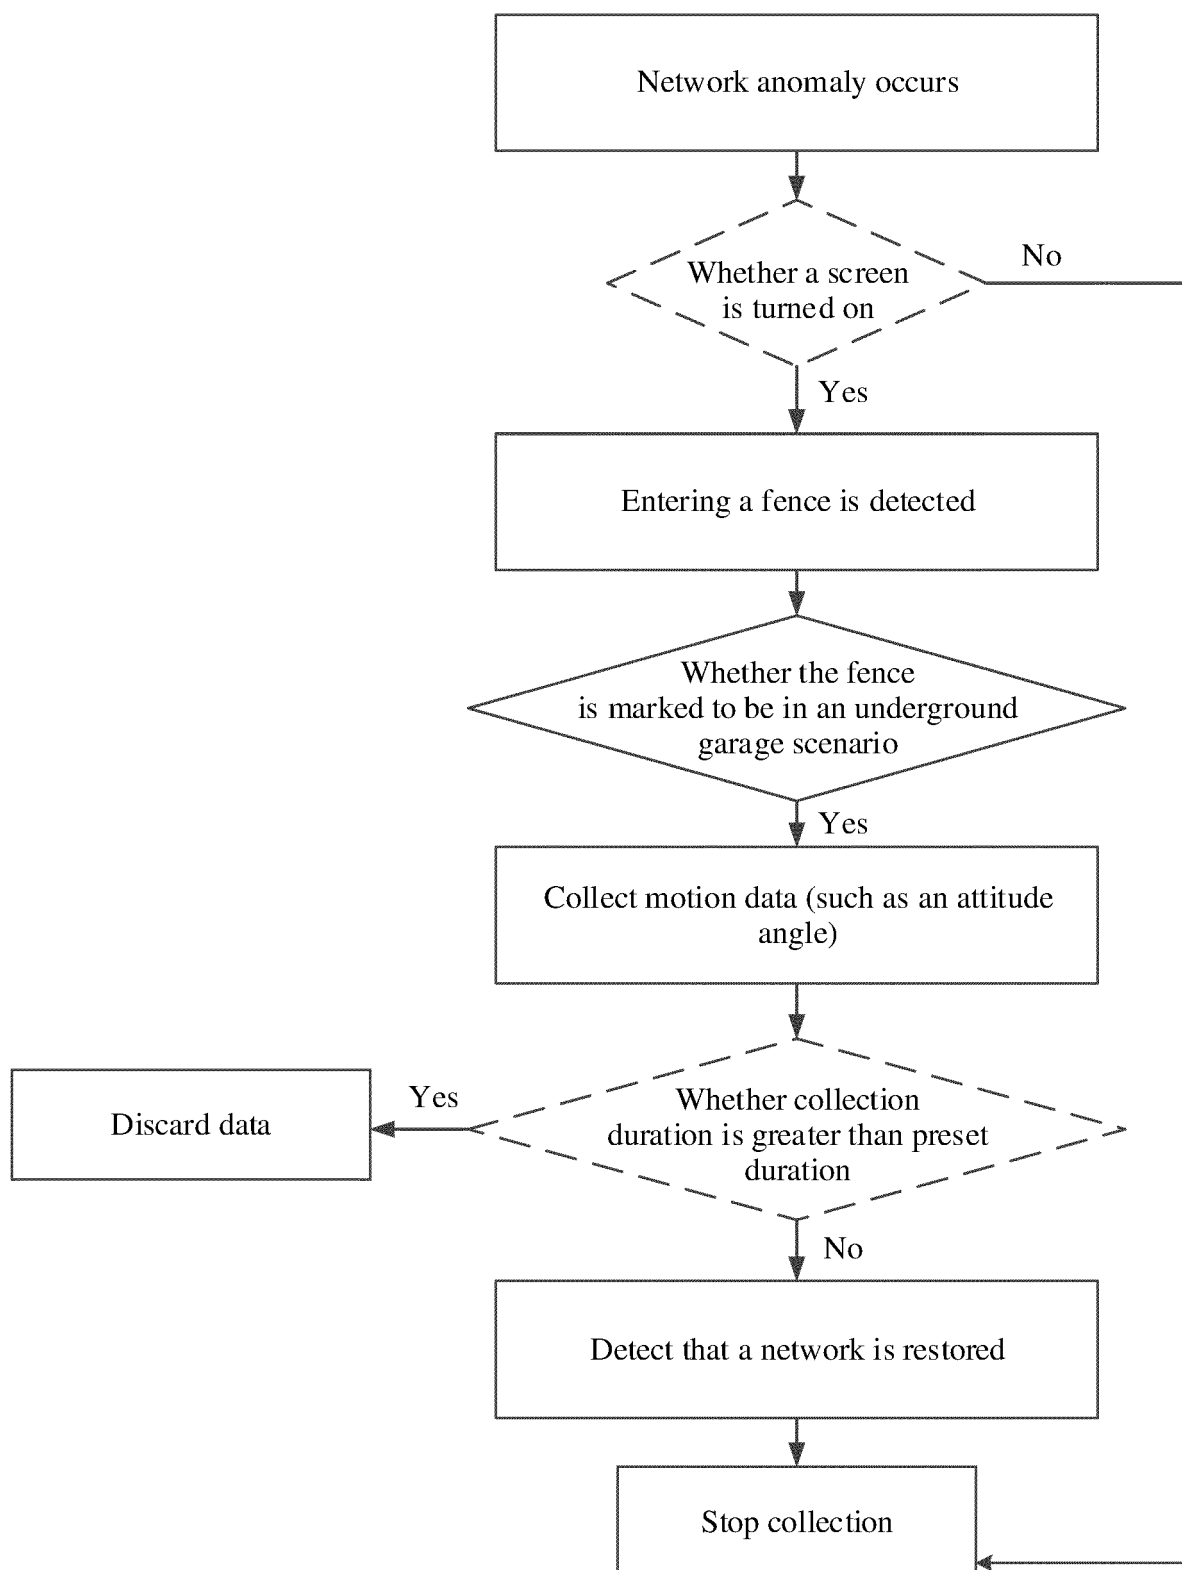 Network anomaly occurs
Whether a screen
is turned on
No
Yes
Entering a fence is detected
Whether the fence
is marked to be in an underground
garage scenario
Yes
Collect motion data (such as an attitude
angle)
Whether collection
duration is greater than preset
duration
Yes
Discard data
No
Detect that a network is restored
Stop collection